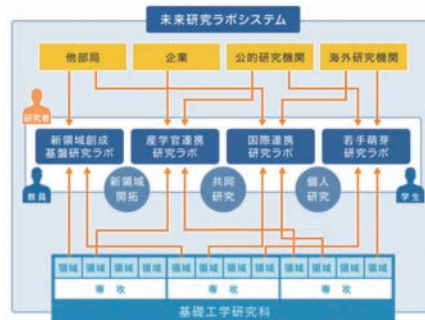 未来研究ラボシステム
他部局
企業
公的研究機関
海外研究機関
研究者
新領域創成
基盤研究ラボ
産学官連携
研究ラボ
国際連携
研究ラボ
若手萌芽
研究ラボ
教員
新領域
開拓
共同
研究
個人
研究
学生
領域 領域 領域 領域 領域 領域 領域 領域 領域 領域 領域 領域
専攻 専攻 専攻
基礎工学研究科